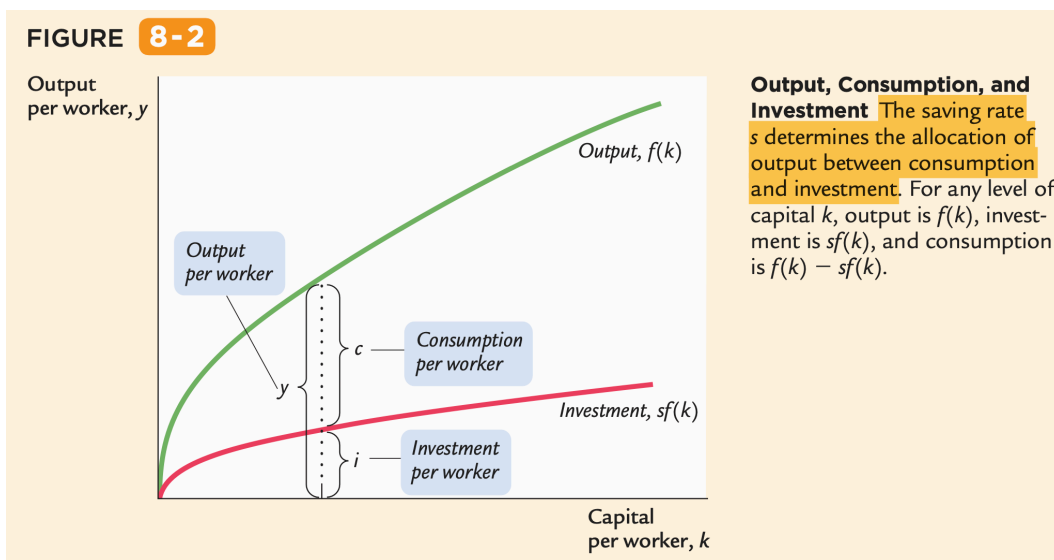 FIGURE 8-2
Output
per worker, y
Output, f(k)
Output
per worker
c
Consumption
per worker
y
Investment, sf(k)
i
Investment
per worker
Capital
per worker, k
Output, Consumption, and
Investment The saving rate
s determines the allocation of
output between consumption
and investment. For any level of
capital k, output is f(k), invest-
ment is sf(k), and consumption
is f(k) − sf(k).